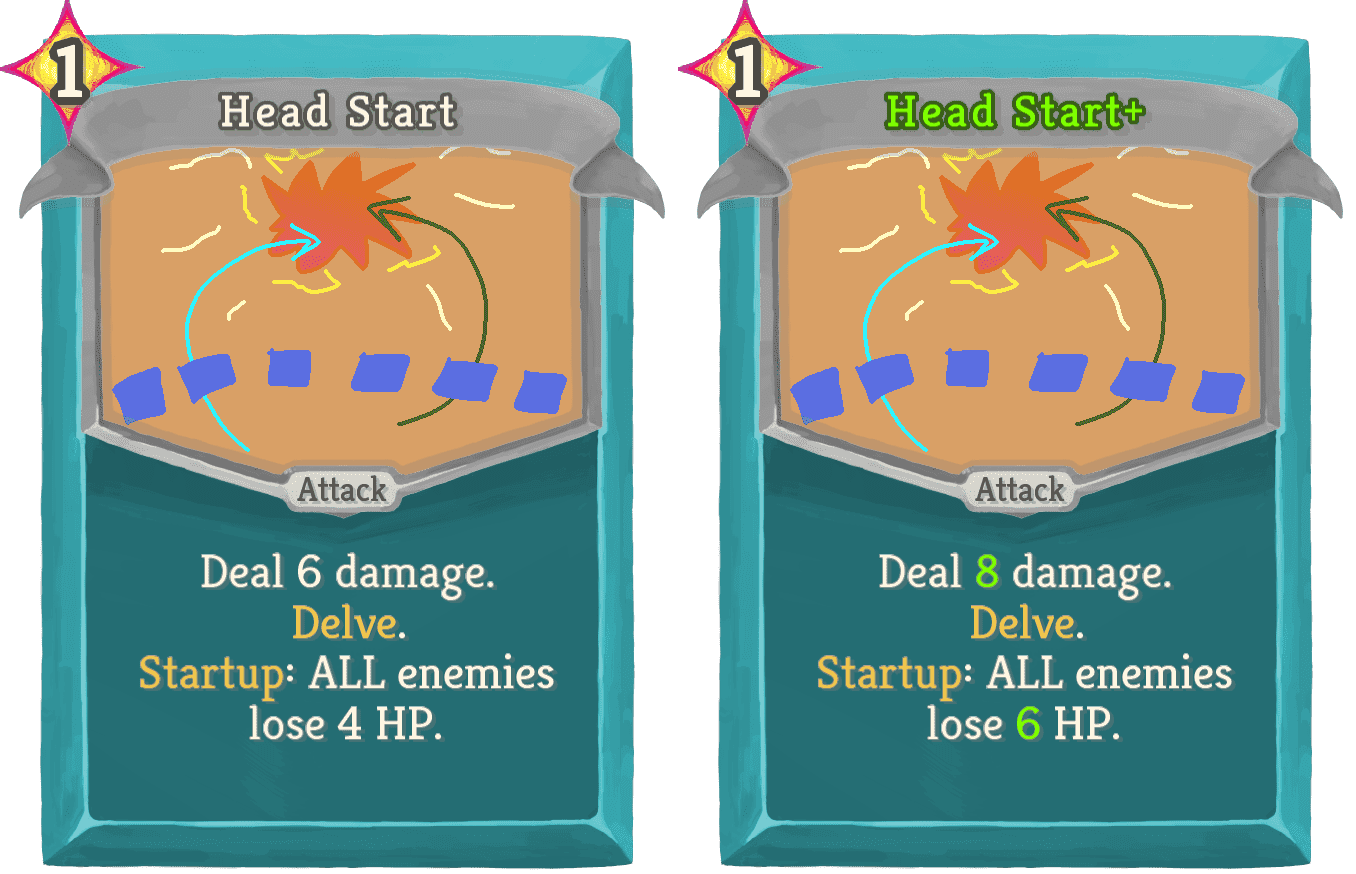 1
Head Start
Attack
Deal 6 damage.
Delve.
Startup: ALL enemies
lose 4 HP.
1
Head Start+
Attack
Deal 8 damage.
Delve.
Startup: ALL enemies
lose 6 HP.